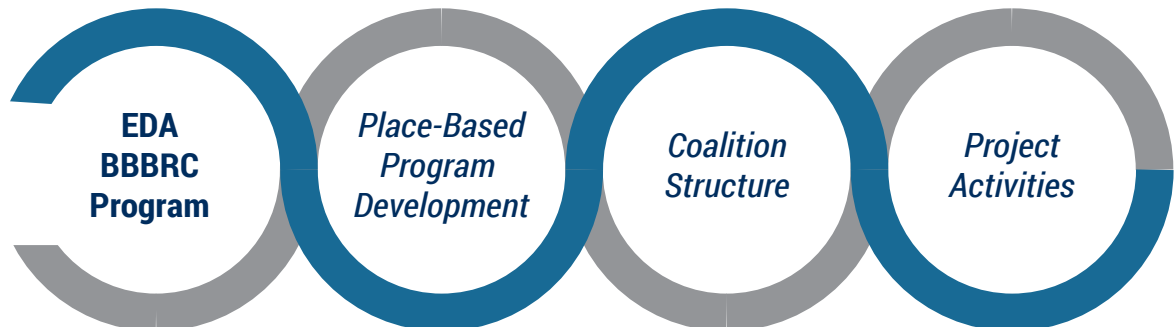 EDA
BBBRC
Program
Place-Based
Program
Development
Coalition
Structure
Project
Activities